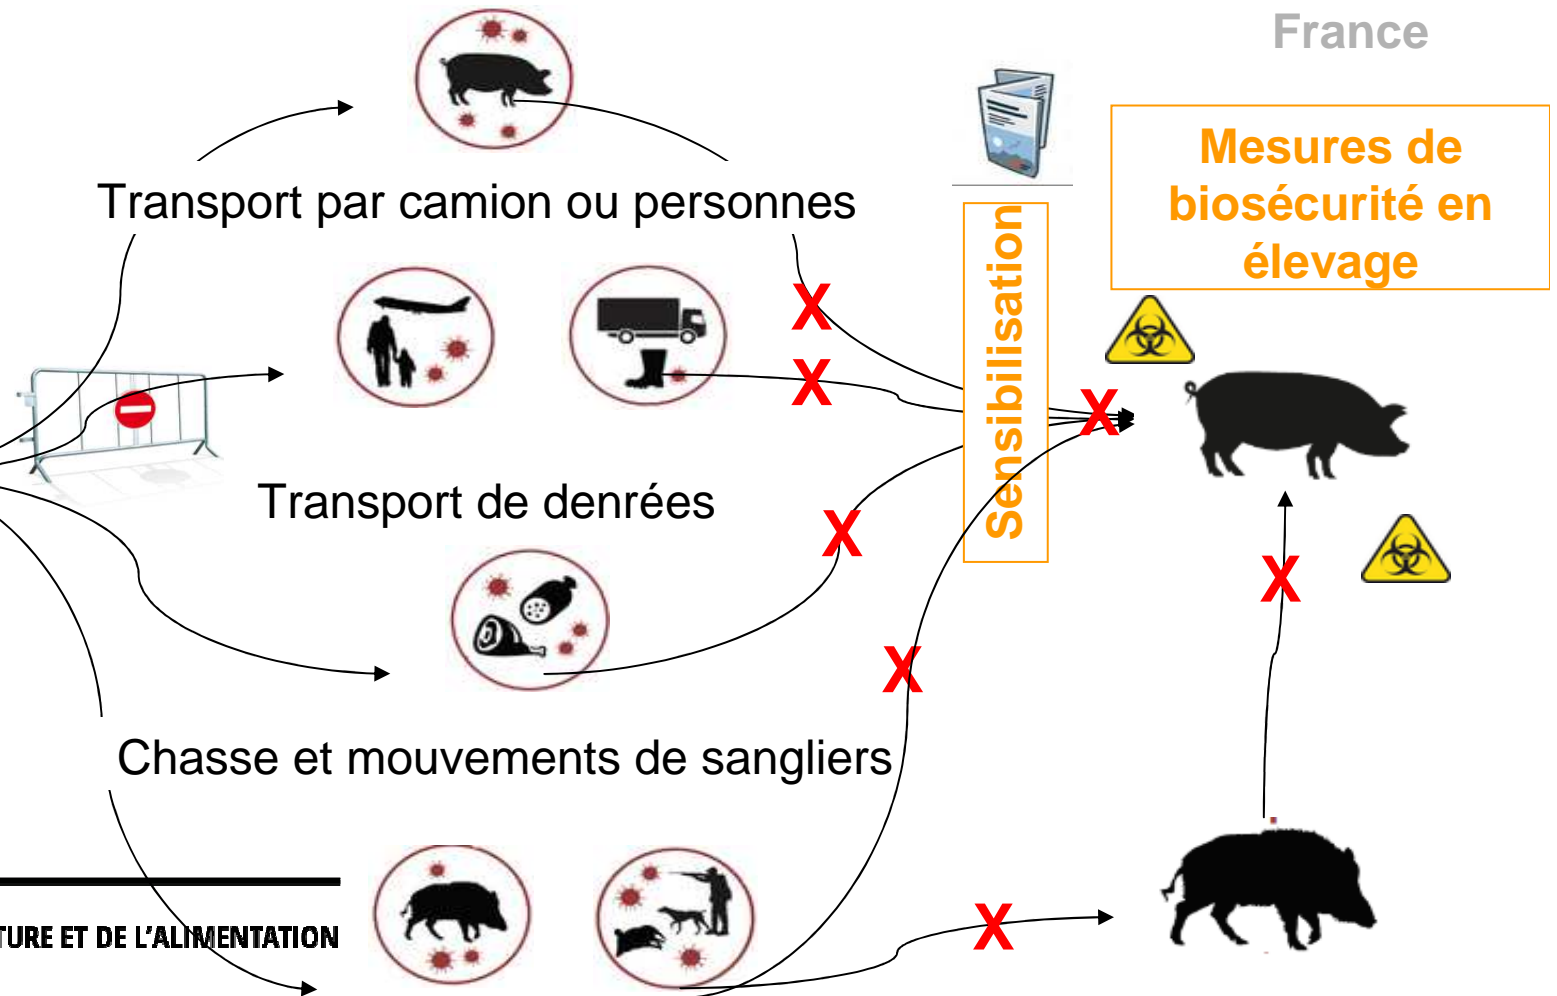 France
Mesures de
biosécurité en
élevage
Transport par camion ou personnes
Sensibilisation
X
X
X
Transport de denrées
X
X
X
Chasse et mouvements de sangliers
X
TURE ET DE L'ALIMENTATION